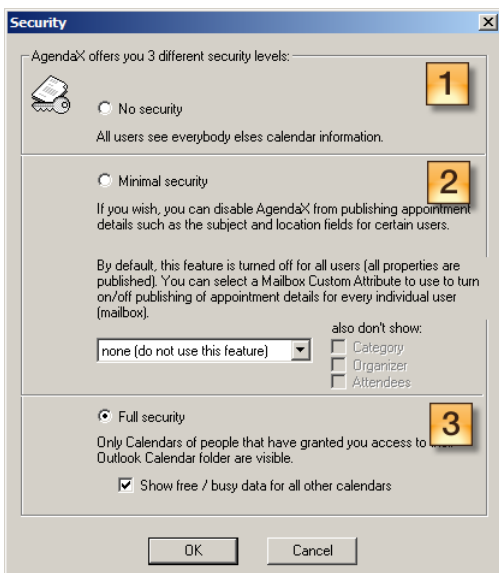 Security
AgendaX offers you 3 different security levels:
1
No security
All users see everybody elses calendar information.
Minimal security
2
If you wish, you can disable AgendaX from publishing appointment
details such as the subject and location fields for certain users.
By default, this feature is turned off for all users (all properties are
published). You can select a Mailbox Custom Attribute to use to turn
on/off publishing of appointment details for every individual user
(mailbox).
also don't show:
none (do not use this feature)
Category
Organizer
Attendees
Full security
3
Only Calendars of people that have granted you access to
Outlook Calendar folder are visible.
Show free / busy data for all other calendars
OK
Cancel